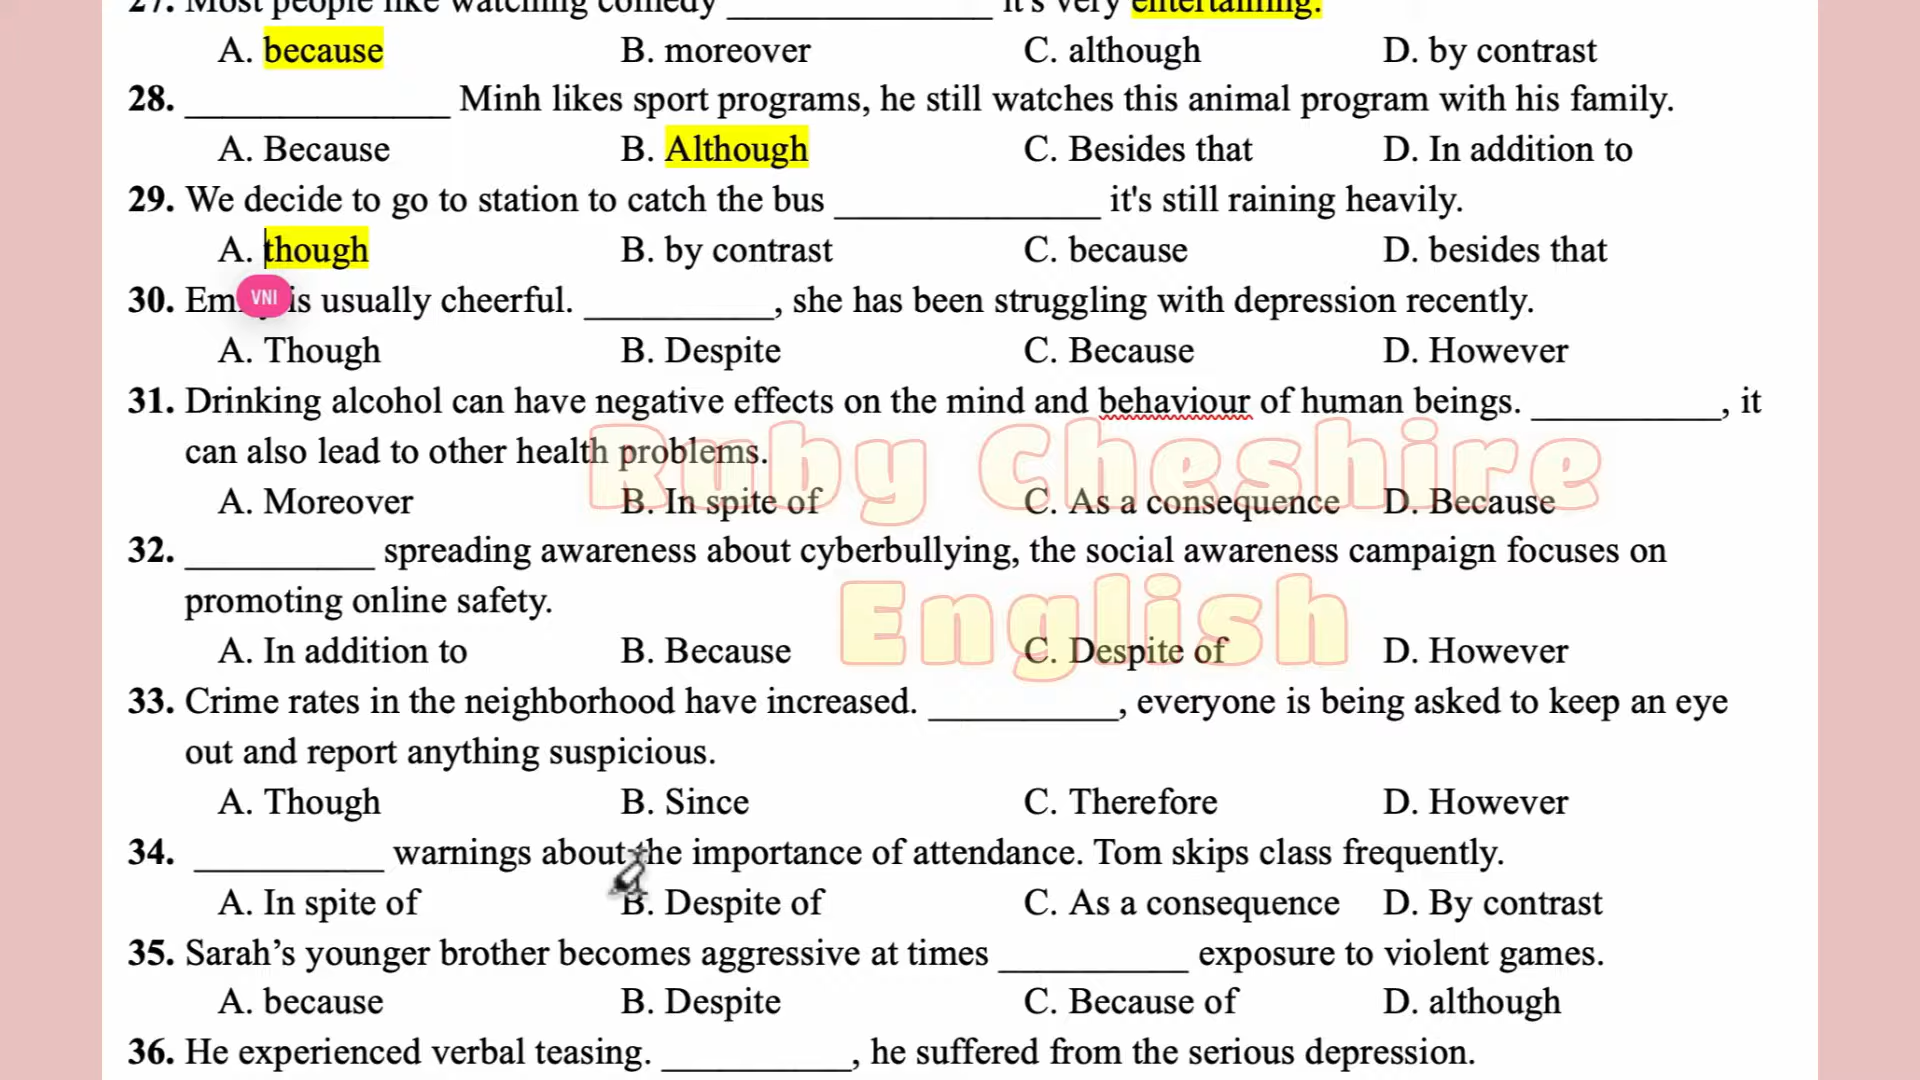 27. Most people like watching comedy ______________ it's very entertaining.
A. because B. moreover C. although D. by contrast
28. ______________ Minh likes sport programs, he still watches this animal program with his family.
A. Because B. Although C. Besides that D. In addition to
29. We decide to go to station to catch the bus ______________ it's still raining heavily.
A. though B. by contrast C. because D. besides that
30. is usually cheerful. __________, she has been struggling with depression recently.
VNI
A. Though B. Despite C. Because D. However
31. Drinking alcohol can have negative effects on the mind and behaviour of human beings. __________, it
can also lead to other health problems.
Ruby Cheshire
A. Moreover B. In spite of C. As a consequence D. Because
32. __________ spreading awareness about cyberbullying, the social awareness campaign focuses on
promoting online safety.
English
A. In addition to B. Because C. Despite of D. However
33. Crime rates in the neighborhood have increased. __________, everyone is being asked to keep an eye
out and report anything suspicious.
A. Though B. Since C. Therefore D. However
34. __________ warnings about the importance of attendance. Tom skips class frequently.
A. In spite of B. Despite of C. As a consequence D. By contrast
35. Sarah’s younger brother becomes aggressive at times __________ exposure to violent games.
A. because B. Despite C. Because of D. although
36. He experienced verbal teasing. __________, he suffered from the serious depression.